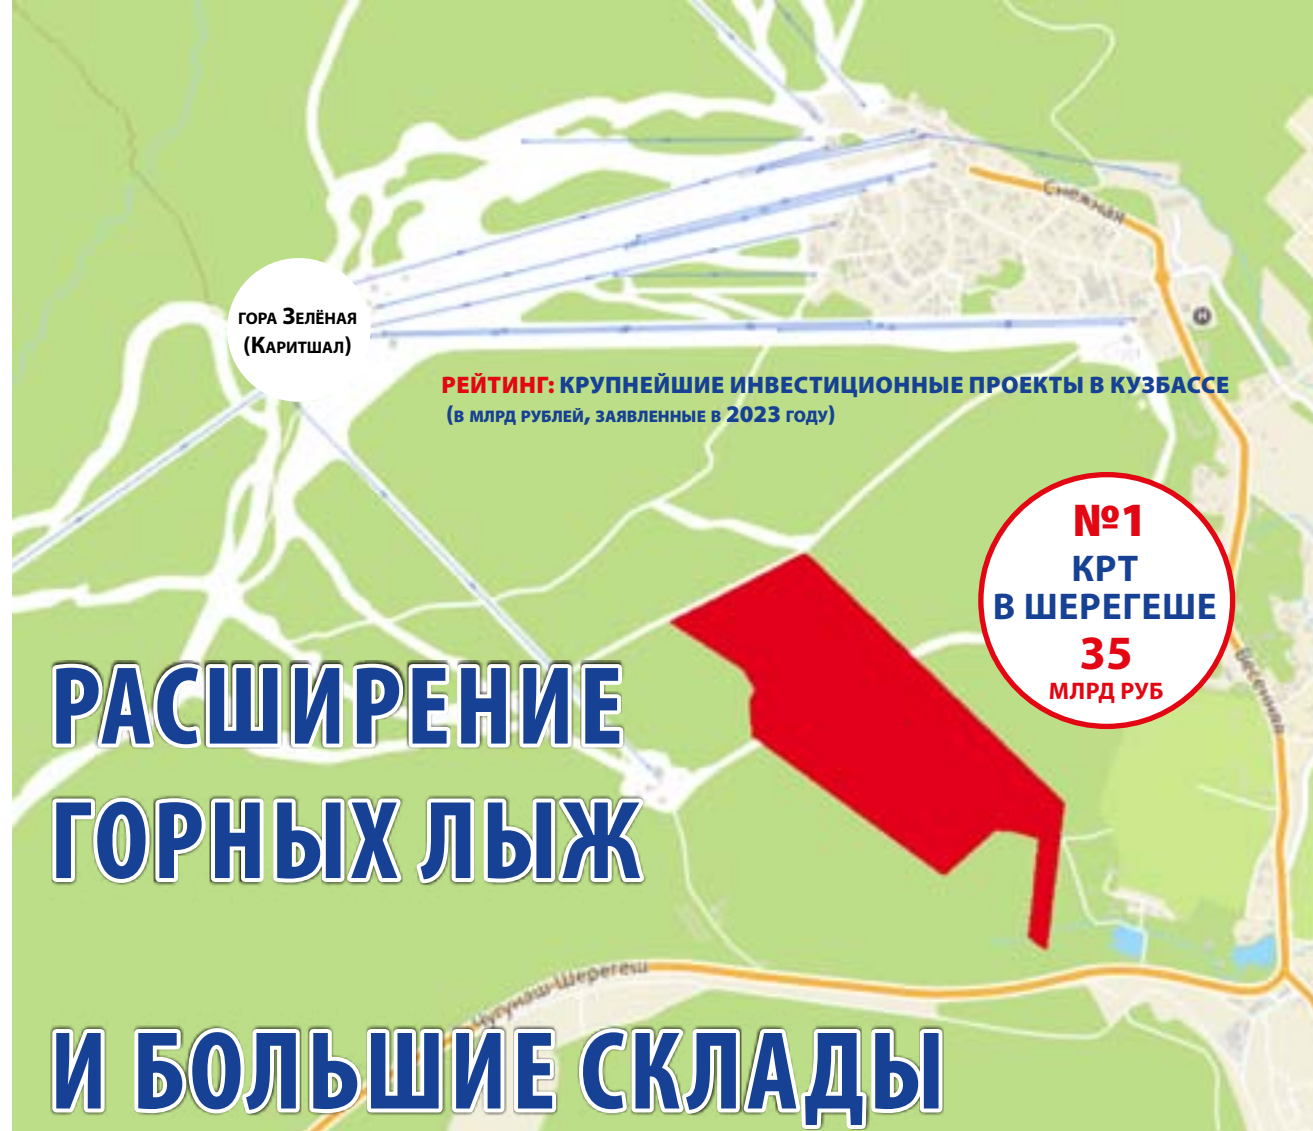 Снежная
гора Зелёная
(Каритшал)
РЕЙТИНГ: КРУПНЕЙШИЕ ИНВЕСТИЦИОННЫЕ ПРОЕКТЫ В КУЗБАССЕ
(в млрд рублей, заявленные в 2023 году)
№1
КРТ
В ШЕРЕГЕШЕ
35
МЛРД РУБ
Весенняя
РАСШИРЕНИЕ
ГОРНЫХ ЛЫЖ
Чугунаш-Шерегеш
И БОЛЬШИЕ СКЛАДЫ